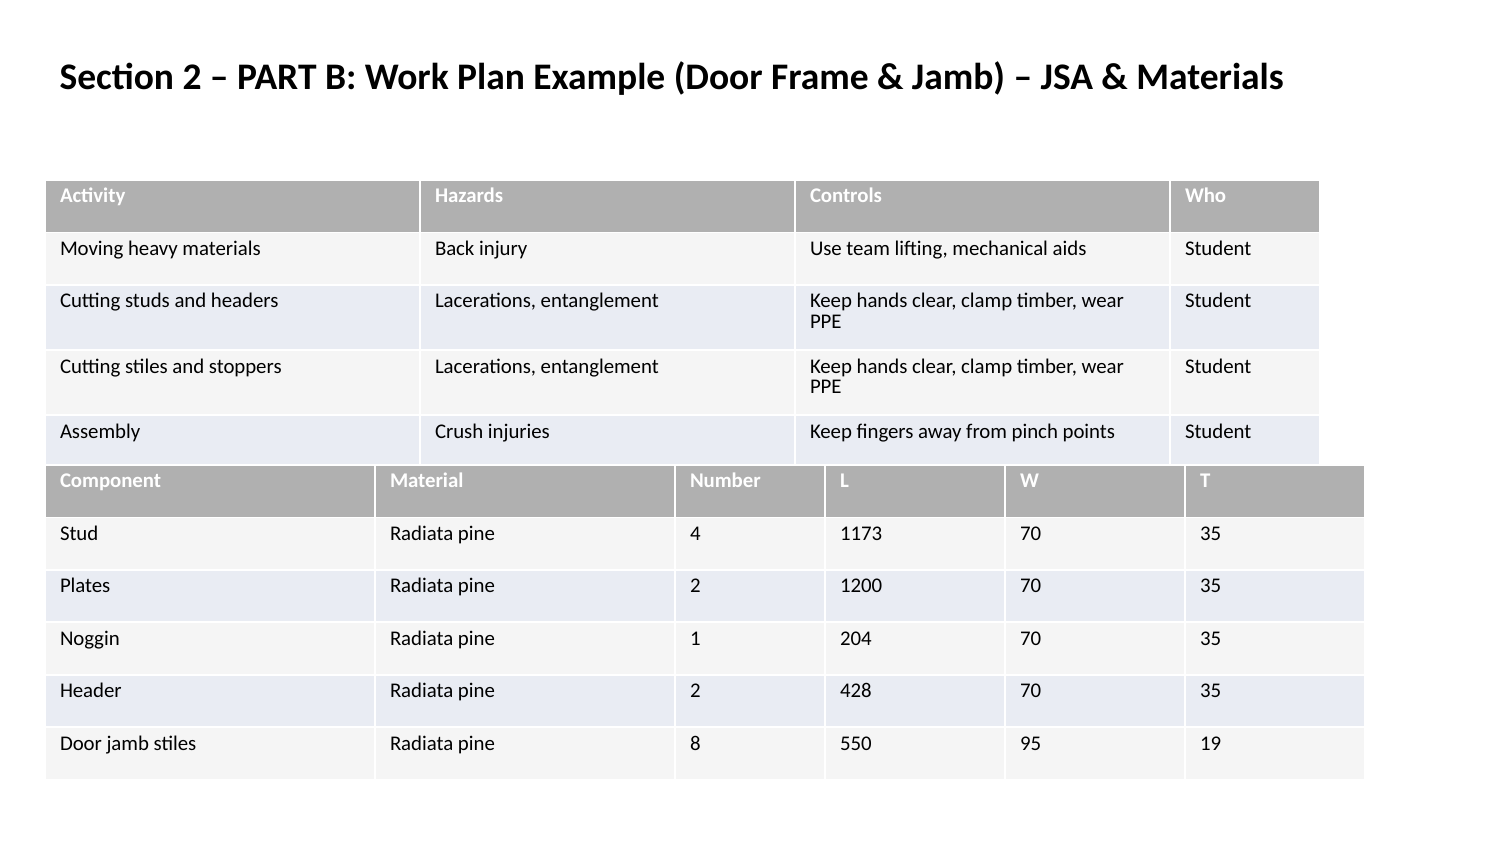 Section 2 – PART B: Work Plan Example (Door Frame & Jamb) – JSA & Materials
Activity Hazards Controls Who
Moving heavy materials Back injury Use team lifting, mechanical aids Student
Cutting studs and headers Lacerations, entanglement Keep hands clear, clamp timber, wear PPE Student
Cutting stiles and stoppers Lacerations, entanglement Keep hands clear, clamp timber, wear PPE Student
Assembly Crush injuries Keep fingers away from pinch points Student
Component Material Number L W T
Stud Radiata pine 4 1173 70 35
Plates Radiata pine 2 1200 70 35
Noggin Radiata pine 1 204 70 35
Header Radiata pine 2 428 70 35
Door jamb stiles Radiata pine 8 550 95 19